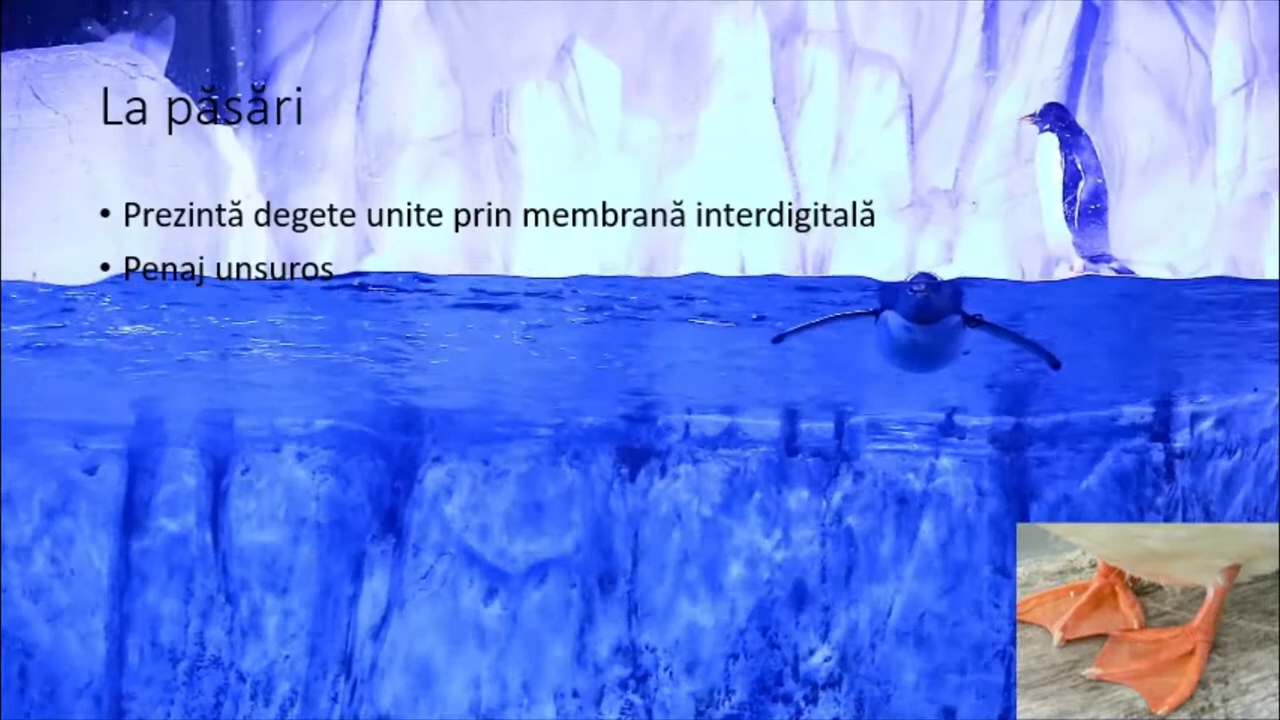 La păsări
• Prezintă degete unite prin membrană interdigitală
• Penaj unsuros